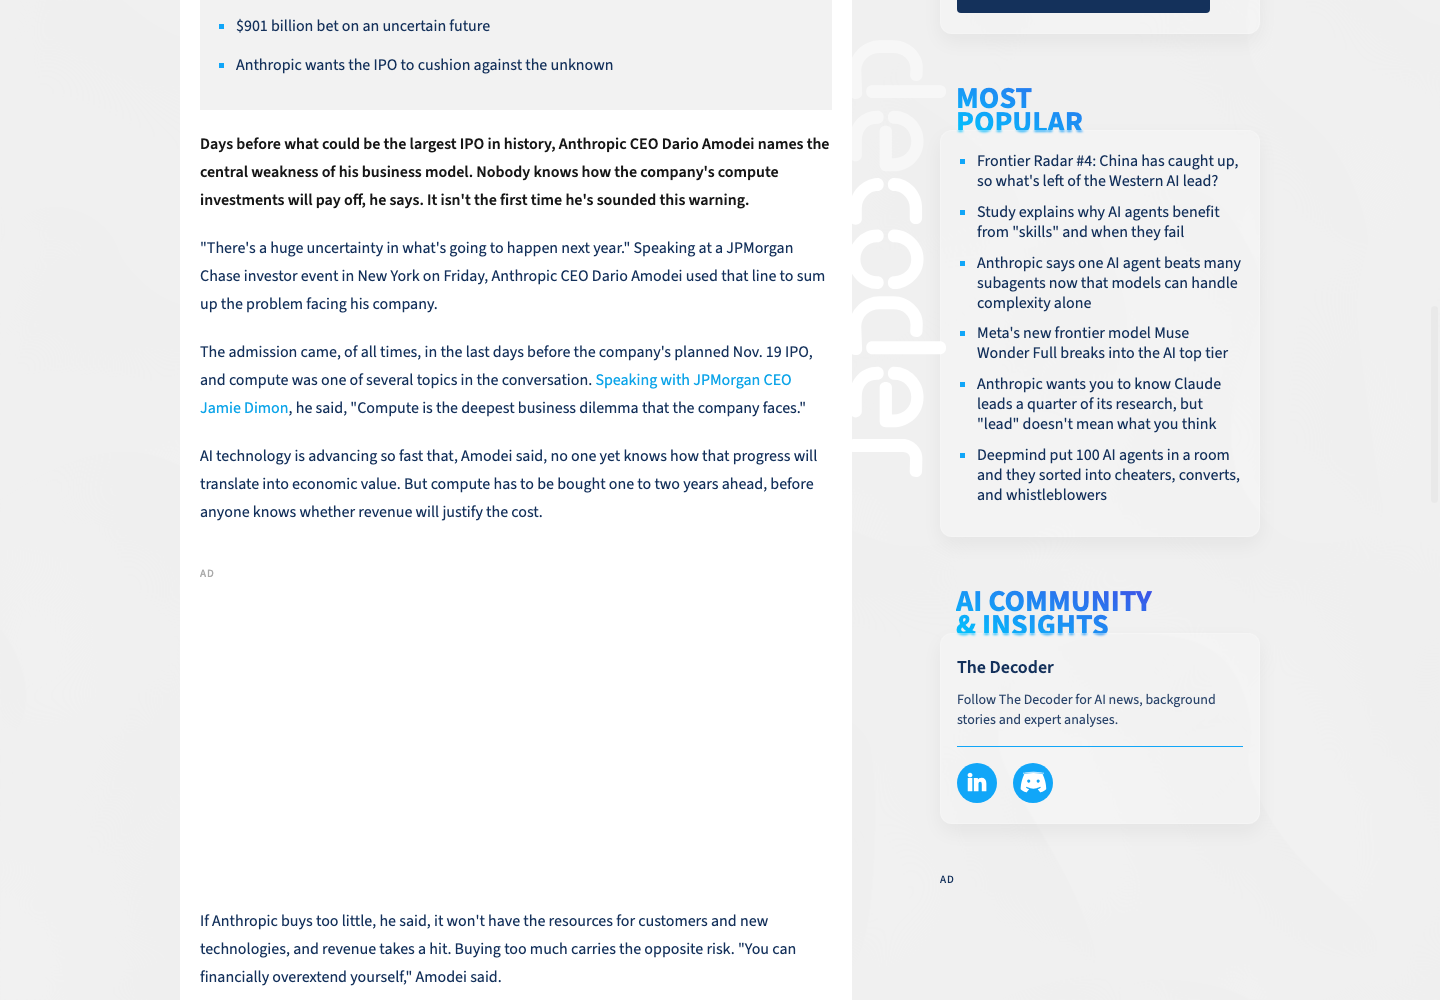 $901 billion bet on an uncertain future
Anthropic wants the IPO to cushion against the unknown
Days before what could be the largest IPO in history, Anthropic CEO Dario Amodei names the
central weakness of his business model. Nobody knows how the company's compute
investments will pay off, he says. It isn't the first time he's sounded this warning.
"There's a huge uncertainty in what's going to happen next year." Speaking at a JPMorgan
Chase investor event in New York on Friday, Anthropic CEO Dario Amodei used that line to sum
up the problem facing his company.
The admission came, of all times, in the last days before the company's planned Nov. 19 IPO,
and compute was one of several topics in the conversation. Speaking with JPMorgan CEO
Jamie Dimon, he said, "Compute is the deepest business dilemma that the company faces."
AI technology is advancing so fast that, Amodei said, no one yet knows how that progress will
translate into economic value. But compute has to be bought one to two years ahead, before
anyone knows whether revenue will justify the cost.
AD
If Anthropic buys too little, he said, it won't have the resources for customers and new
technologies, and revenue takes a hit. Buying too much carries the opposite risk. "You can
financially overextend yourself," Amodei said.
decoder
MOST
POPULAR
Frontier Radar #4: China has caught up,
so what's left of the Western AI lead?
Study explains why AI agents benefit
from "skills" and when they fail
Anthropic says one AI agent beats many
subagents now that models can handle
complexity alone
Meta's new frontier model Muse
Wonder Full breaks into the AI top tier
Anthropic wants you to know Claude
leads a quarter of its research, but
"lead" doesn't mean what you think
Deepmind put 100 AI agents in a room
and they sorted into cheaters, converts,
and whistleblowers
AI COMMUNITY
& INSIGHTS
The Decoder
Follow The Decoder for AI news, background
stories and expert analyses.
in
AD